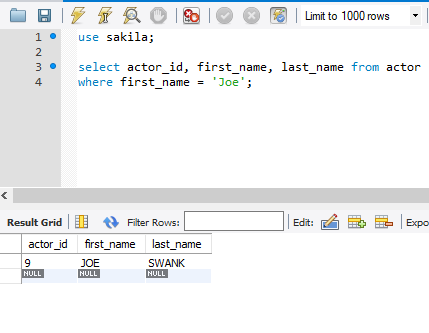 Limit to 1000 rows
1 use sakila;
2
3 select actor_id, first_name, last_name from actor
4 where first_name = 'Joe';
Result Grid Filter Rows: Edit: Expo
actor_id first_name last_name
9 JOE SWANK
NULL NULL NULL